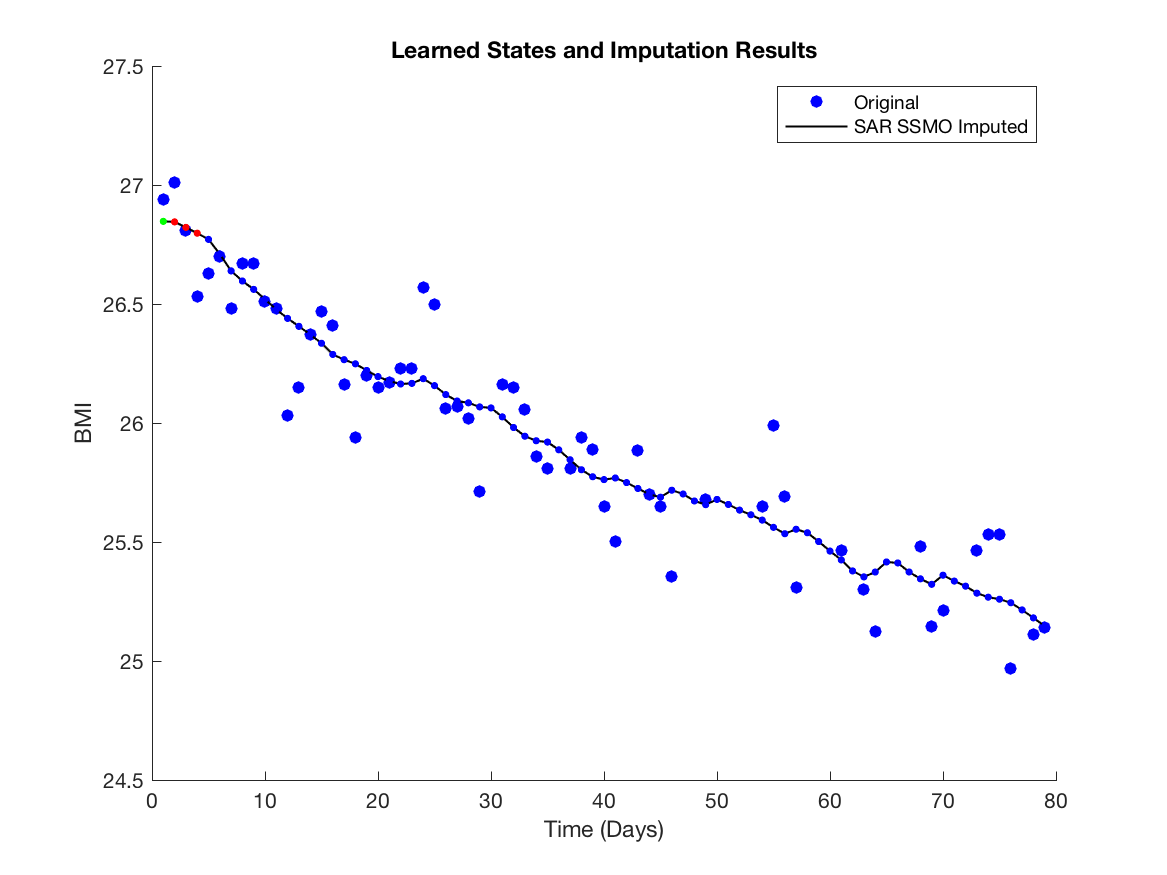 Learned States and Imputation Results
27.5
27
26.5
26
25.5
25
24.5
BMI
Original
SAR SSMO Imputed
0 10 20 30 40 50 60 70 80
Time (Days)